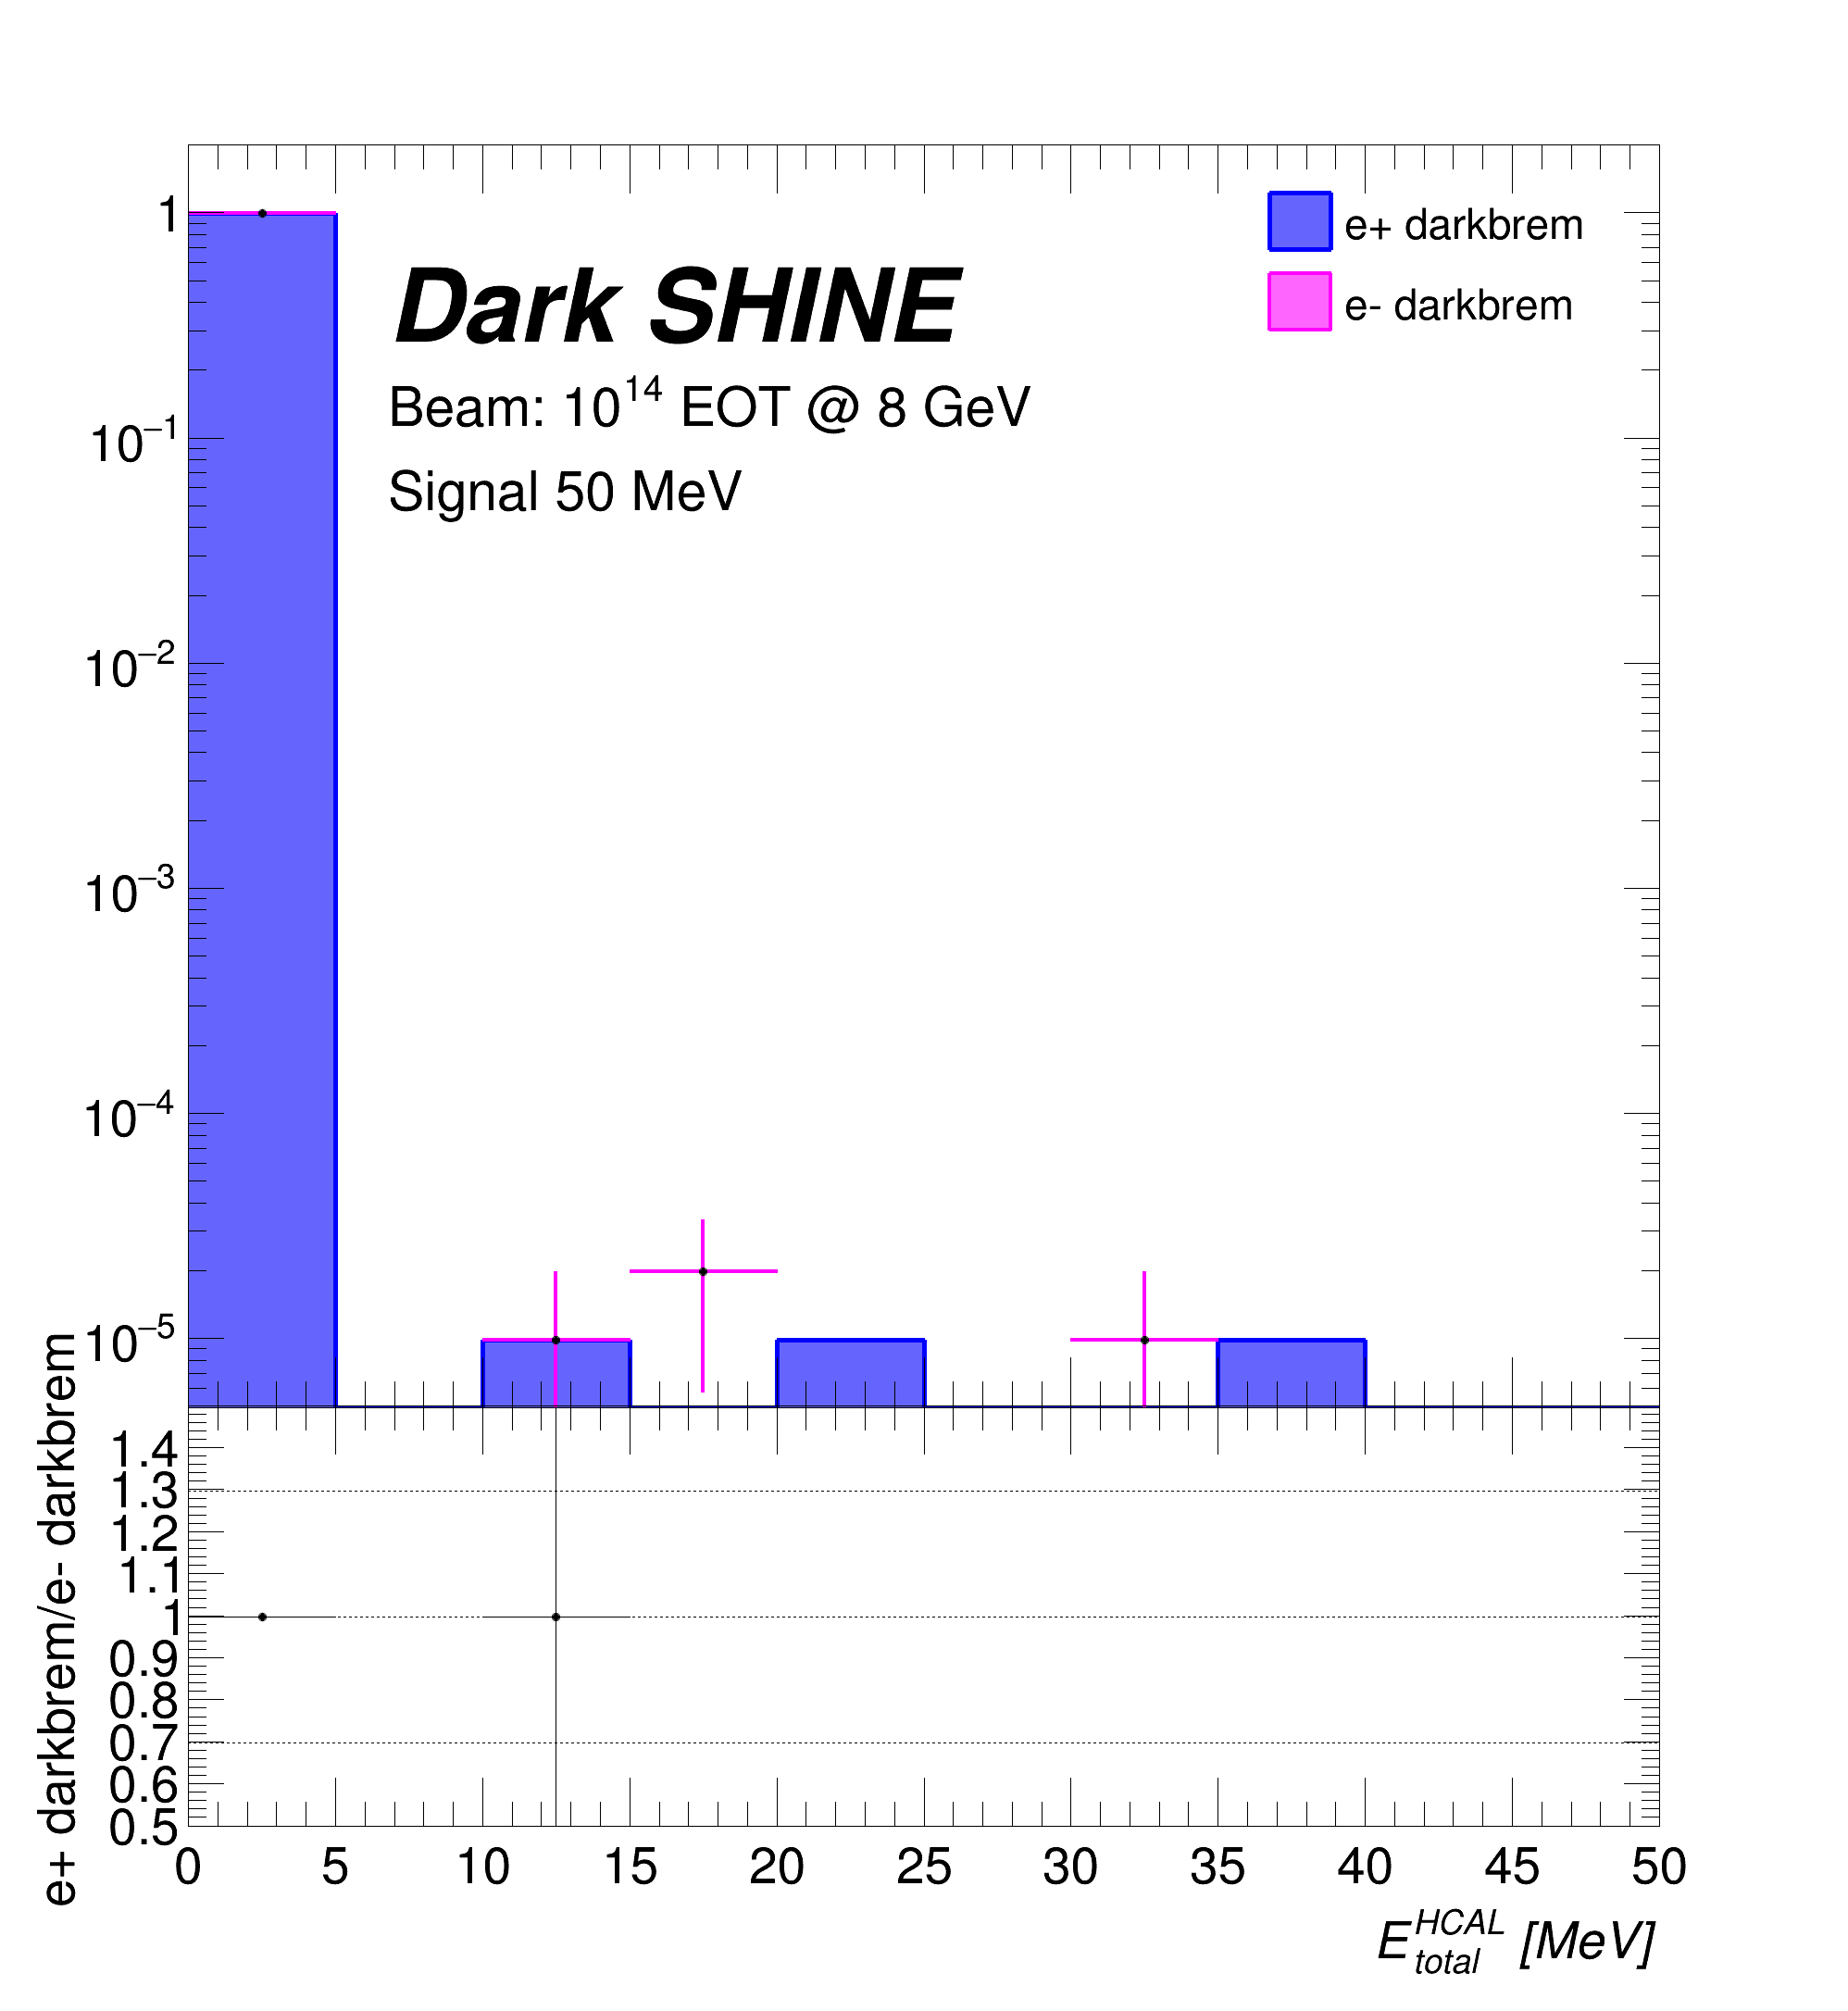 e+ darkbrem
e- darkbrem
Dark SHINE
Beam: 10^14 EOT @ 8 GeV
Signal 50 MeV
1
10^−1
10^−2
10^−3
10^−4
10^−5
e+ darkbrem/e- darkbrem
1.4
1.3
1.2
1.1
1
0.9
0.8
0.7
0.6
0.5
0 5 10 15 20 25 30 35 40 45 50
E^HCAL_total [MeV]